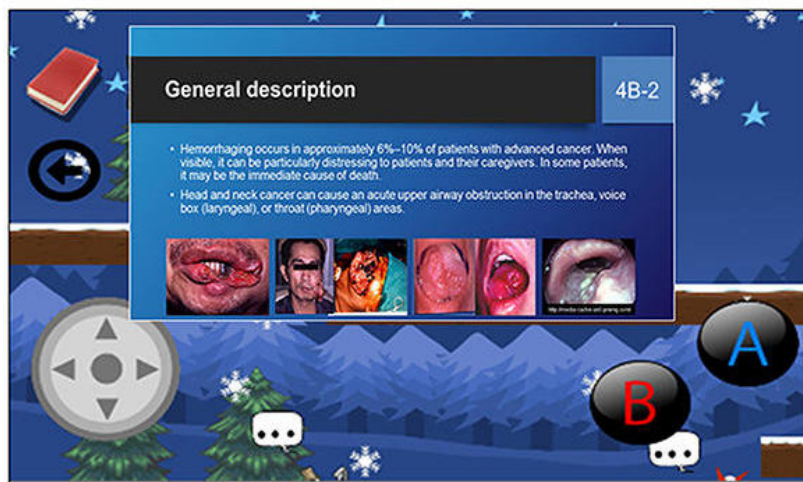 General description
4B-2
• Hemorrhaging occurs in approximately 6%–10% of patients with advanced cancer. When
visible, it can be particularly distressing to patients and their caregivers. In some patients,
it may be the immediate cause of death.
• Head and neck cancer can cause an acute upper airway obstruction in the trachea, voice
box (laryngeal), or throat (pharyngeal) areas.
A
B